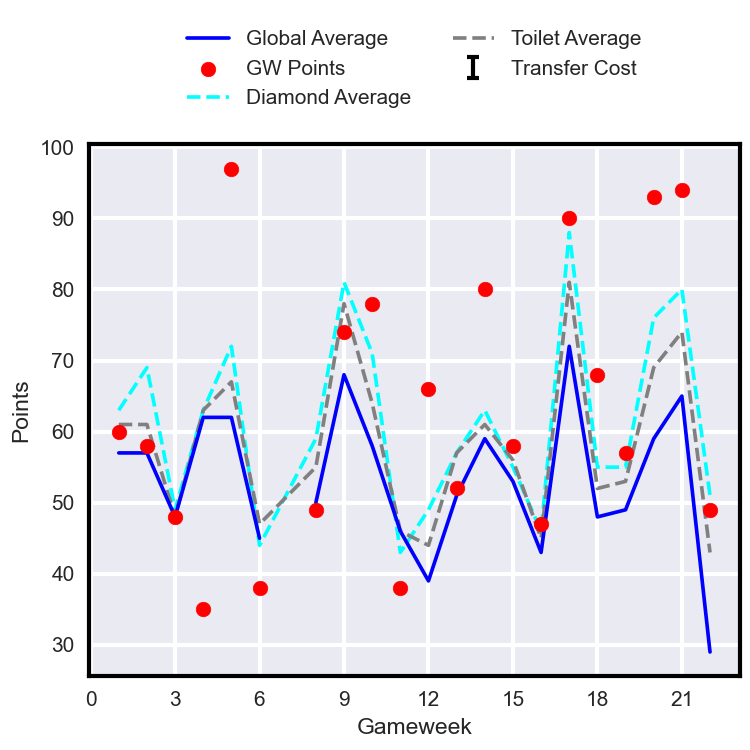 Global Average
GW Points
Diamond Average
Toilet Average
Transfer Cost
100
90
80
70
60
50
40
30
Points
0 3 6 9 12 15 18 21
Gameweek